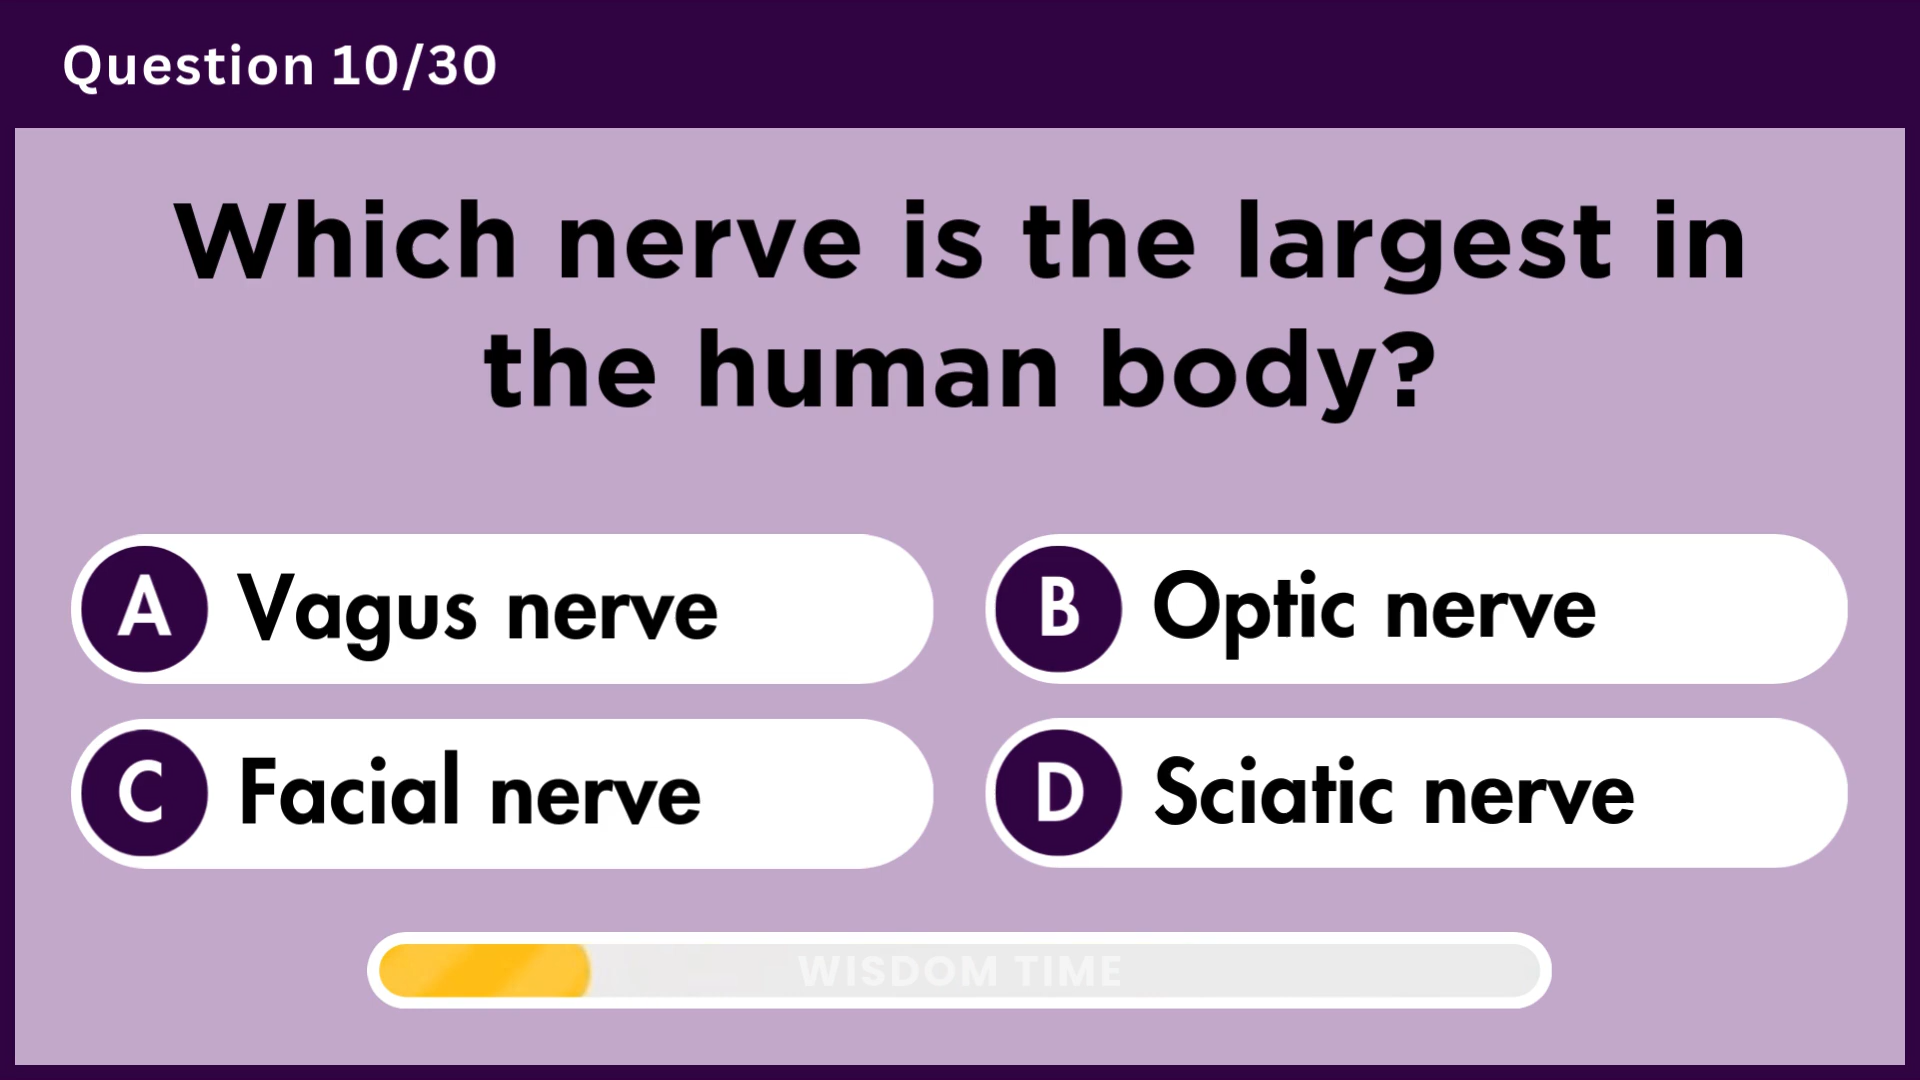 Question 10/30
Which nerve is the largest in
the human body?
A Vagus nerve
B Optic nerve
C Facial nerve
D Sciatic nerve
WISDOM TIME